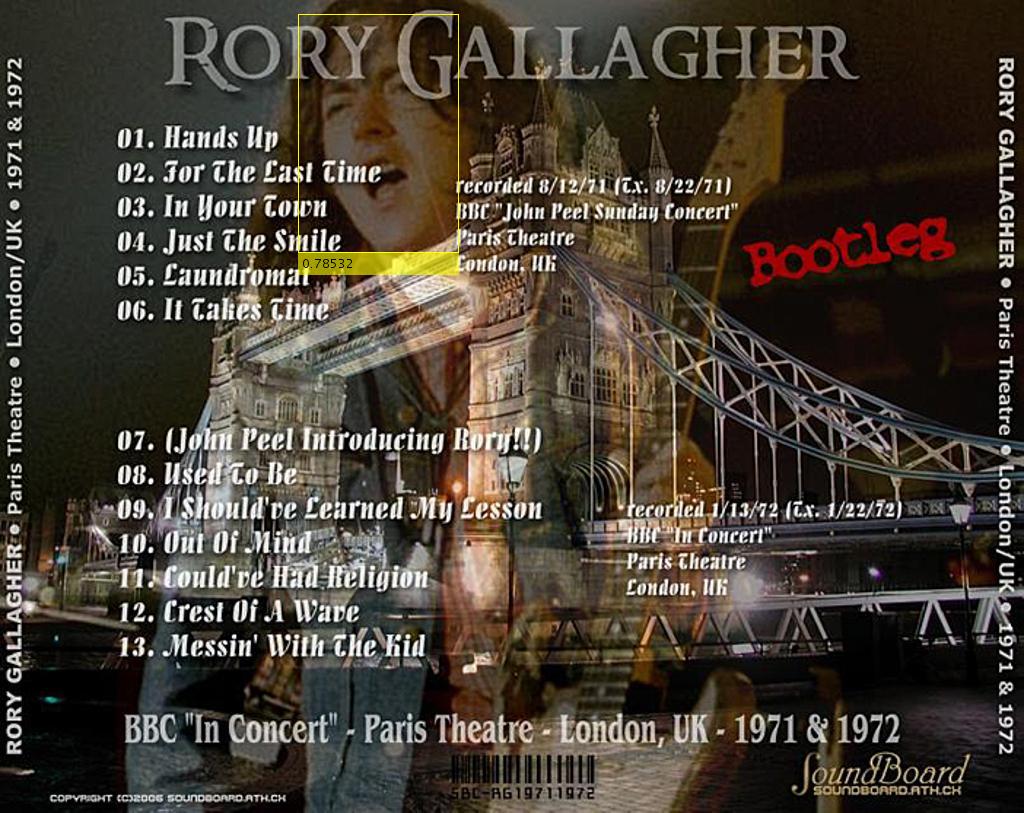 RORY GALLAGHER
01. Hands Up
02. For The Last Time
03. In Your Town
04. Just The Smile
05. Laundromat
06. It Takes Time
recorded 8/12/71 (Tx. 8/22/71)
BBC "John Peel Sunday Concert"
Paris Theatre
London, UK
Bootleg
0.78532
07. (John Peel Introducing Rory!!)
08. Used To Be
09. I Should've Learned My Lesson
10. Out Of Mind
11. Could've Had Religion
12. Crest Of A Wave
13. Messin' With The Kid
recorded 1/13/72 (Tx. 1/22/72)
BBC "In Concert"
Paris Theatre
London, UK
BBC "In Concert" - Paris Theatre - London, UK - 1971 & 1972
SBC-RG19711972
COPYRIGHT (C)2006 SOUNDBOARD.ATH.CX
SoundBoard
SOUNDBOARD.ATH.CX
RORY GALLAGHER ● Paris Theatre ● London/UK ● 1971 & 1972
RORY GALLAGHER ● Paris Theatre ● London/UK ● 1971 & 1972